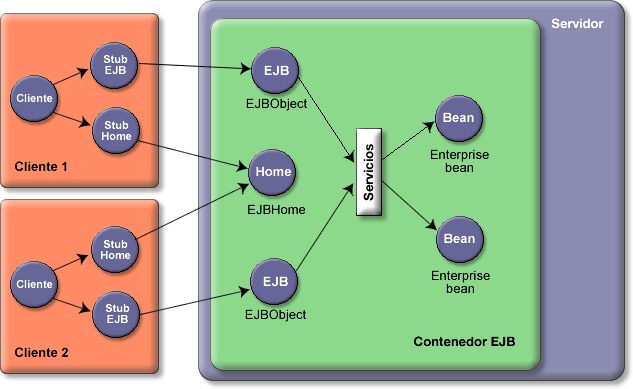 Servidor
Stub
EJB
Cliente
Stub
Home
Cliente 1
EJB
EJBObject
Home
EJBHome
Servicios
Bean
Enterprise
bean
Bean
Enterprise
bean
Stub
Home
Cliente
Stub
EJB
Cliente 2
EJB
EJBObject
Contenedor EJB